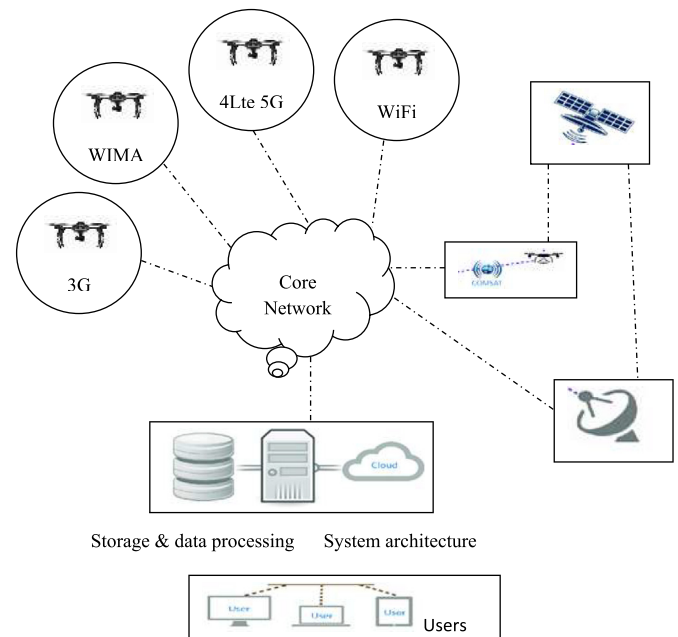 4Lte 5G
WiFi
WIMA
3G
Core
Network
COMSAT
Cloud
Storage & data processing
System architecture
User
User
User
Users